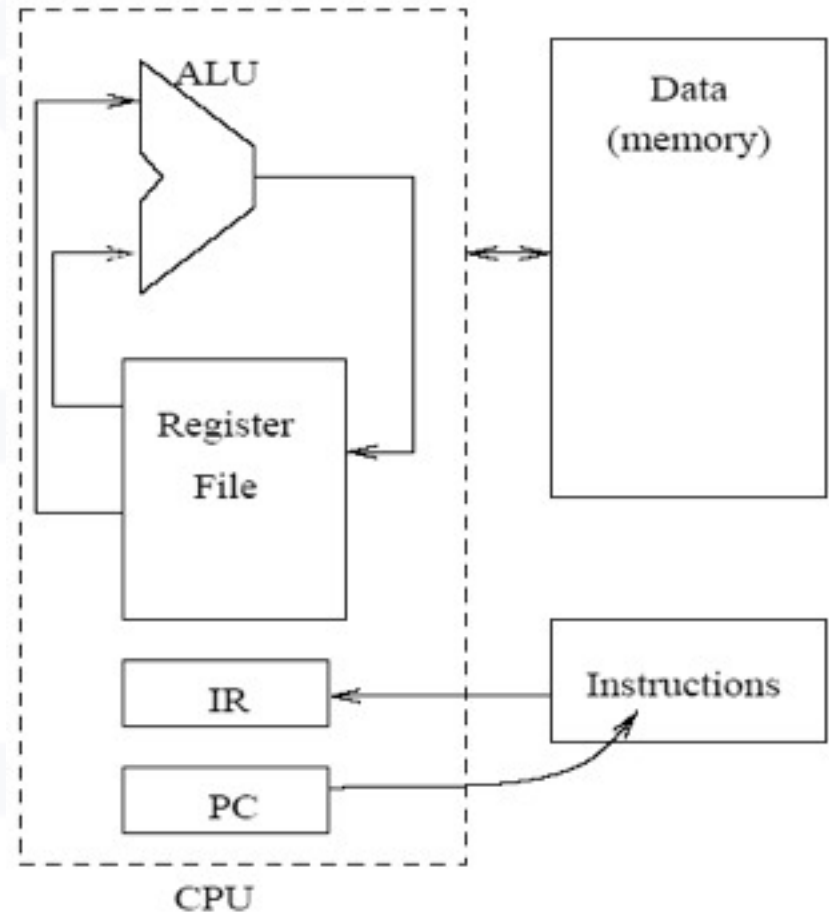 ALU
Data
(memory)
Register
File
IR
Instructions
PC
CPU